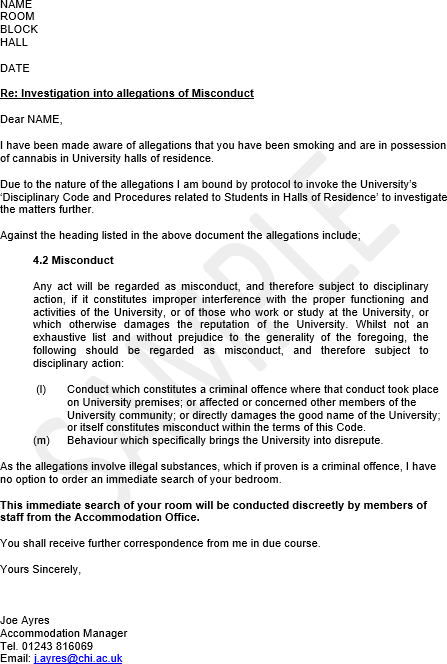 NAME
ROOM
BLOCK
HALL
DATE
Re: Investigation into allegations of Misconduct
Dear NAME,
I have been made aware of allegations that you have been smoking and are in possession
of cannabis in University halls of residence.
Due to the nature of the allegations I am bound by protocol to invoke the University's
'Disciplinary Code and Procedures related to Students in Halls of Residence' to investigate
the matters further.
Against the heading listed in the above document the allegations include;
4.2 Misconduct
Any act will be regarded as misconduct, and therefore subject to disciplinary
action, if it constitutes improper interference with the proper functioning and
activities of the University, or of those who work or study at the University, or
which otherwise damages the reputation of the University. Whilst not an
exhaustive list and without prejudice to the generality of the foregoing, the
following should be regarded as misconduct, and therefore subject to
disciplinary action:
(l) Conduct which constitutes a criminal offence where that conduct took place
on University premises; or affected or concerned other members of the
University community; or directly damages the good name of the University;
or itself constitutes misconduct within the terms of this Code.
(m) Behaviour which specifically brings the University into disrepute.
As the allegations involve illegal substances, which if proven is a criminal offence, I have
no option to order an immediate search of your bedroom.
This immediate search of your room will be conducted discreetly by members of
staff from the Accommodation Office.
You shall receive further correspondence from me in due course.
Yours Sincerely,
Joe Ayres
Accommodation Manager
Tel. 01243 816069
Email: j.ayres@chi.ac.uk
SAMPLE